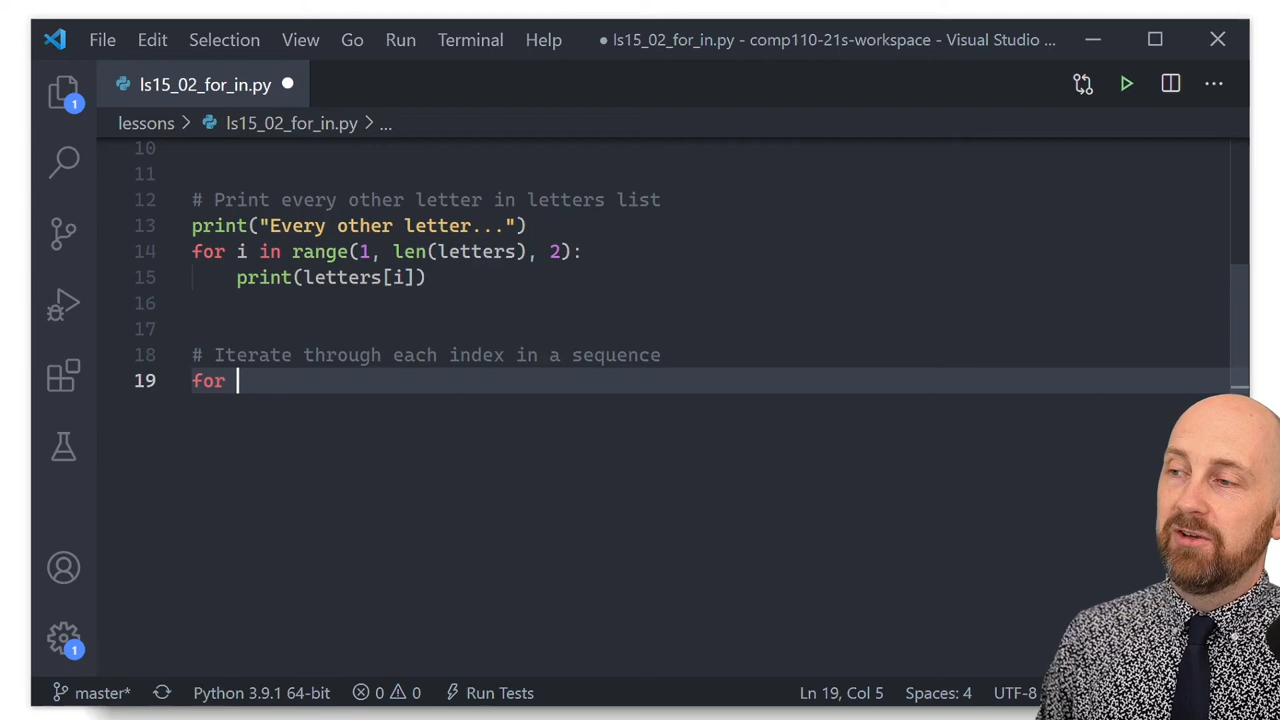 File Edit Selection View Go Run Terminal Help ● ls15_02_for_in.py - comp110-21s-workspace - Visual Studio ...
ls15_02_for_in.py
lessons > ls15_02_for_in.py > ...
1
10
11
12 # Print every other letter in letters list
13 print("Every other letter...")
14 for i in range(1, len(letters), 2):
15 print(letters[i])
16
17
18 # Iterate through each index in a sequence
19 for
1
master* Python 3.9.1 64-bit 0 0 Run Tests Ln 19, Col 5 Spaces: 4 UTF-8